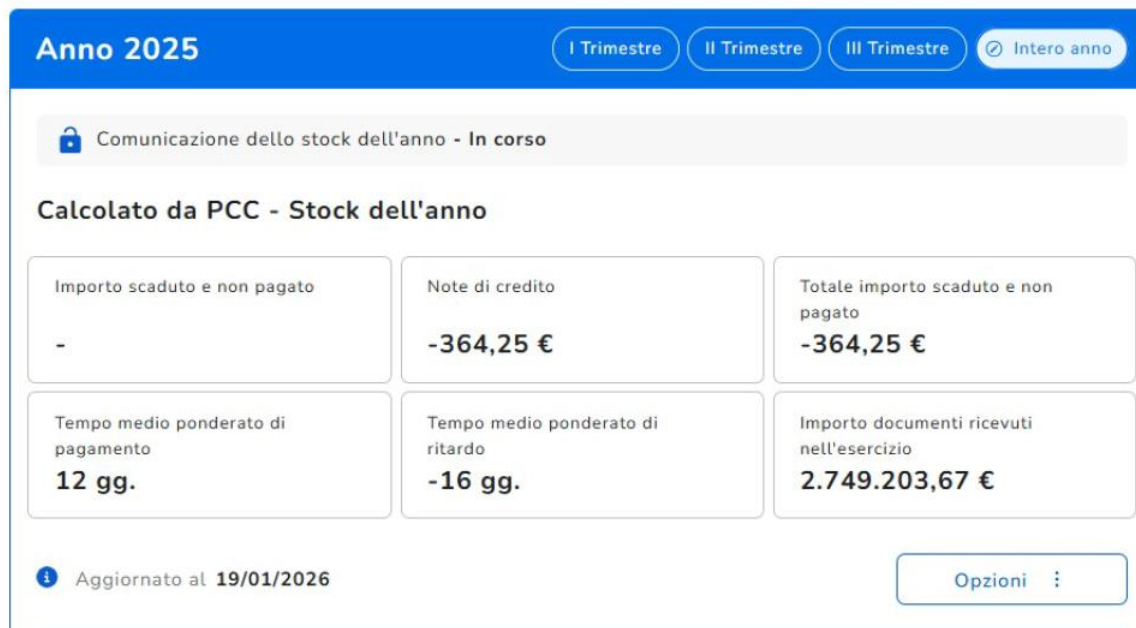 Anno 2025
I Trimestre
II Trimestre
III Trimestre
Intero anno
Comunicazione dello stock dell'anno - In corso
Calcolato da PCC - Stock dell'anno
Importo scaduto e non pagato
-
Note di credito
-364,25 €
Totale importo scaduto e non
pagato
-364,25 €
Tempo medio ponderato di
pagamento
12 gg.
Tempo medio ponderato di
ritardo
-16 gg.
Importo documenti ricevuti
nell'esercizio
2.749.203,67 €
Aggiornato al 19/01/2026
Opzioni